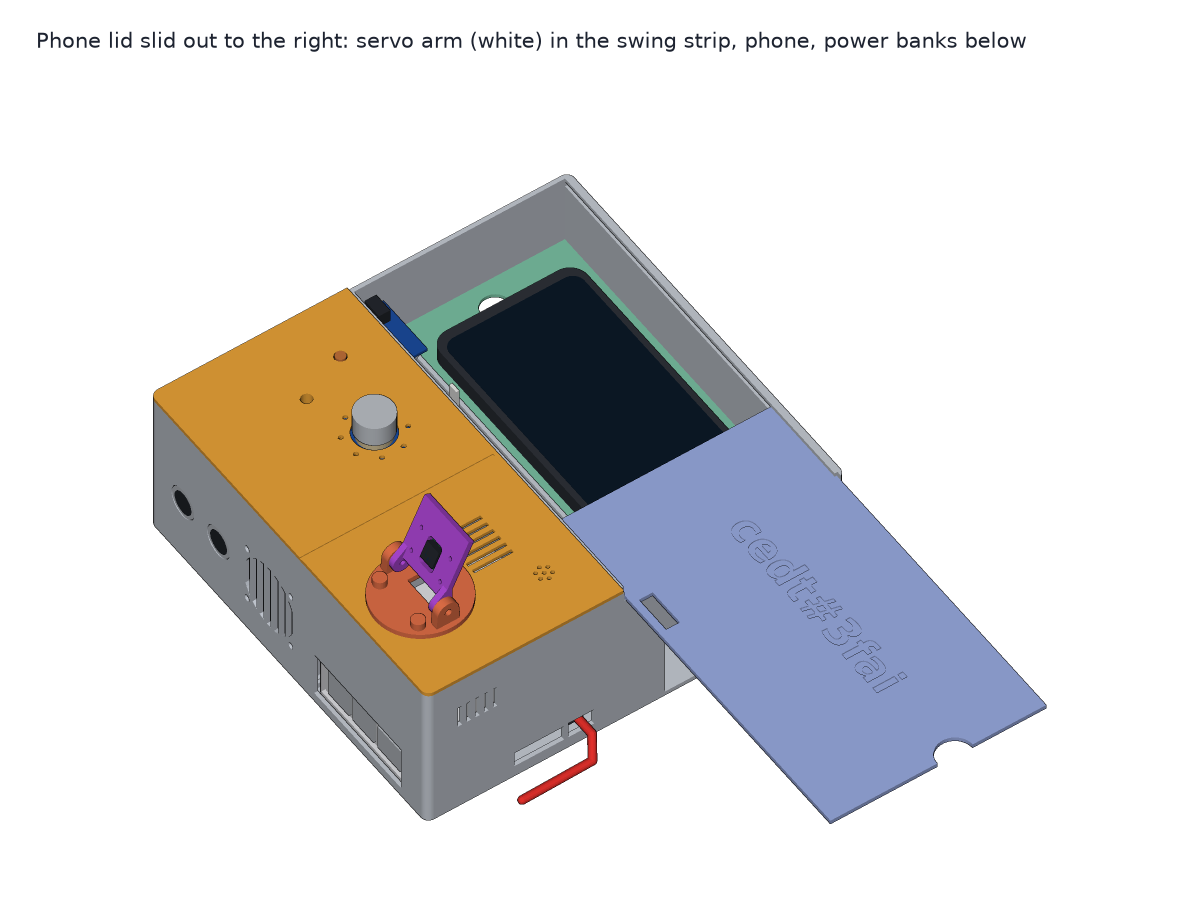 Phone lid slid out to the right: servo arm (white) in the swing strip, phone, power banks below
cedt#3fai